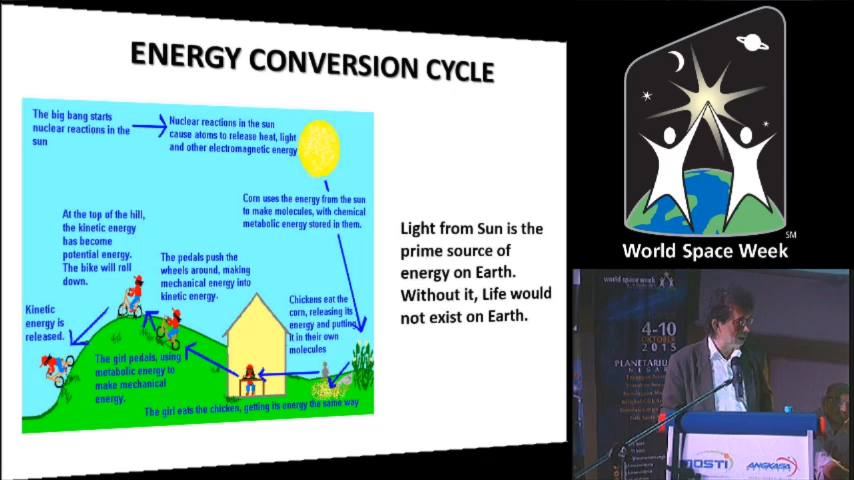 ENERGY CONVERSION CYCLE
The big bang starts
nuclear reactions in the
sun
Nuclear reactions in the sun
cause atoms to release heat, light
and other electromagnetic energy
Corn uses the energy from the sun
to make molecules, with chemical
metabolic energy stored in them.
At the top of the hill,
the kinetic energy
has become
potential energy.
The bike will roll
down.
The pedals push the
wheels around, making
mechanical energy into
kinetic energy.
Chickens eat the
corn, releasing its
energy and putting
it in their own
molecules
Kinetic
energy is
released.
The girl pedals, using
metabolic energy to
make mechanical
energy.
The girl eats the chicken, getting its energy the same way
Light from Sun is the
prime source of
energy on Earth.
Without it, Life would
not exist on Earth.
SM
World Space Week
world space week
4-10
OKTOBER
2015
PLANETARIUM
NEGARA
MOSTI
ANGKASA